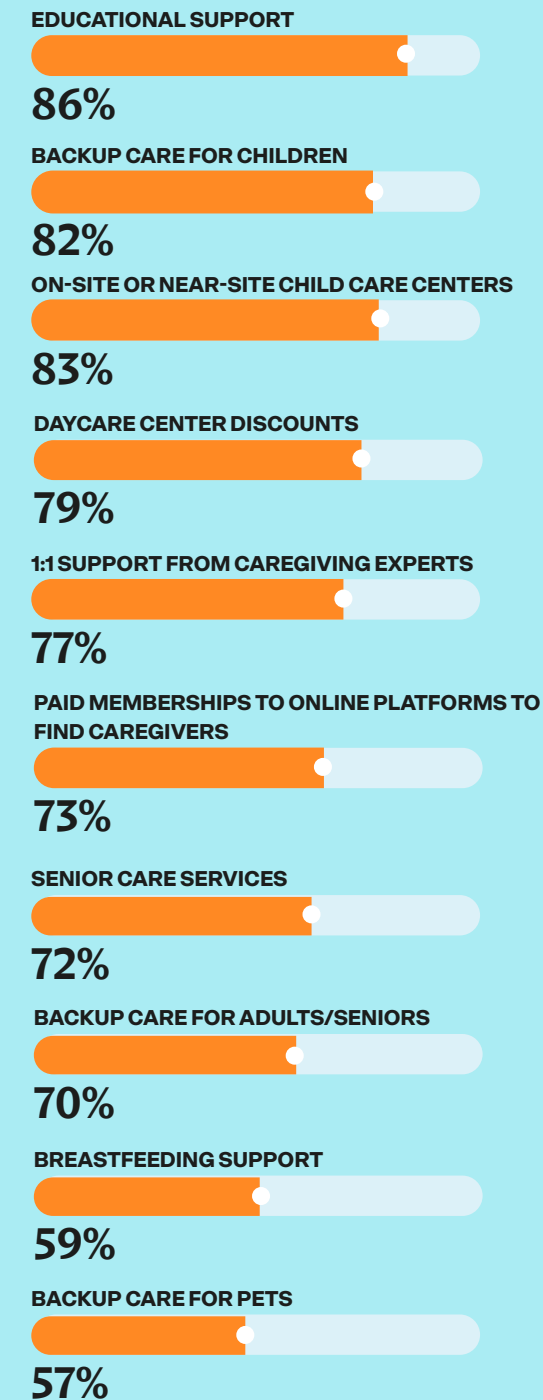 EDUCATIONAL SUPPORT
86%
BACKUP CARE FOR CHILDREN
82%
ON-SITE OR NEAR-SITE CHILD CARE CENTERS
83%
DAYCARE CENTER DISCOUNTS
79%
1:1 SUPPORT FROM CAREGIVING EXPERTS
77%
PAID MEMBERSHIPS TO ONLINE PLATFORMS TO
FIND CAREGIVERS
73%
SENIOR CARE SERVICES
72%
BACKUP CARE FOR ADULTS/SENIORS
70%
BREASTFEEDING SUPPORT
59%
BACKUP CARE FOR PETS
57%